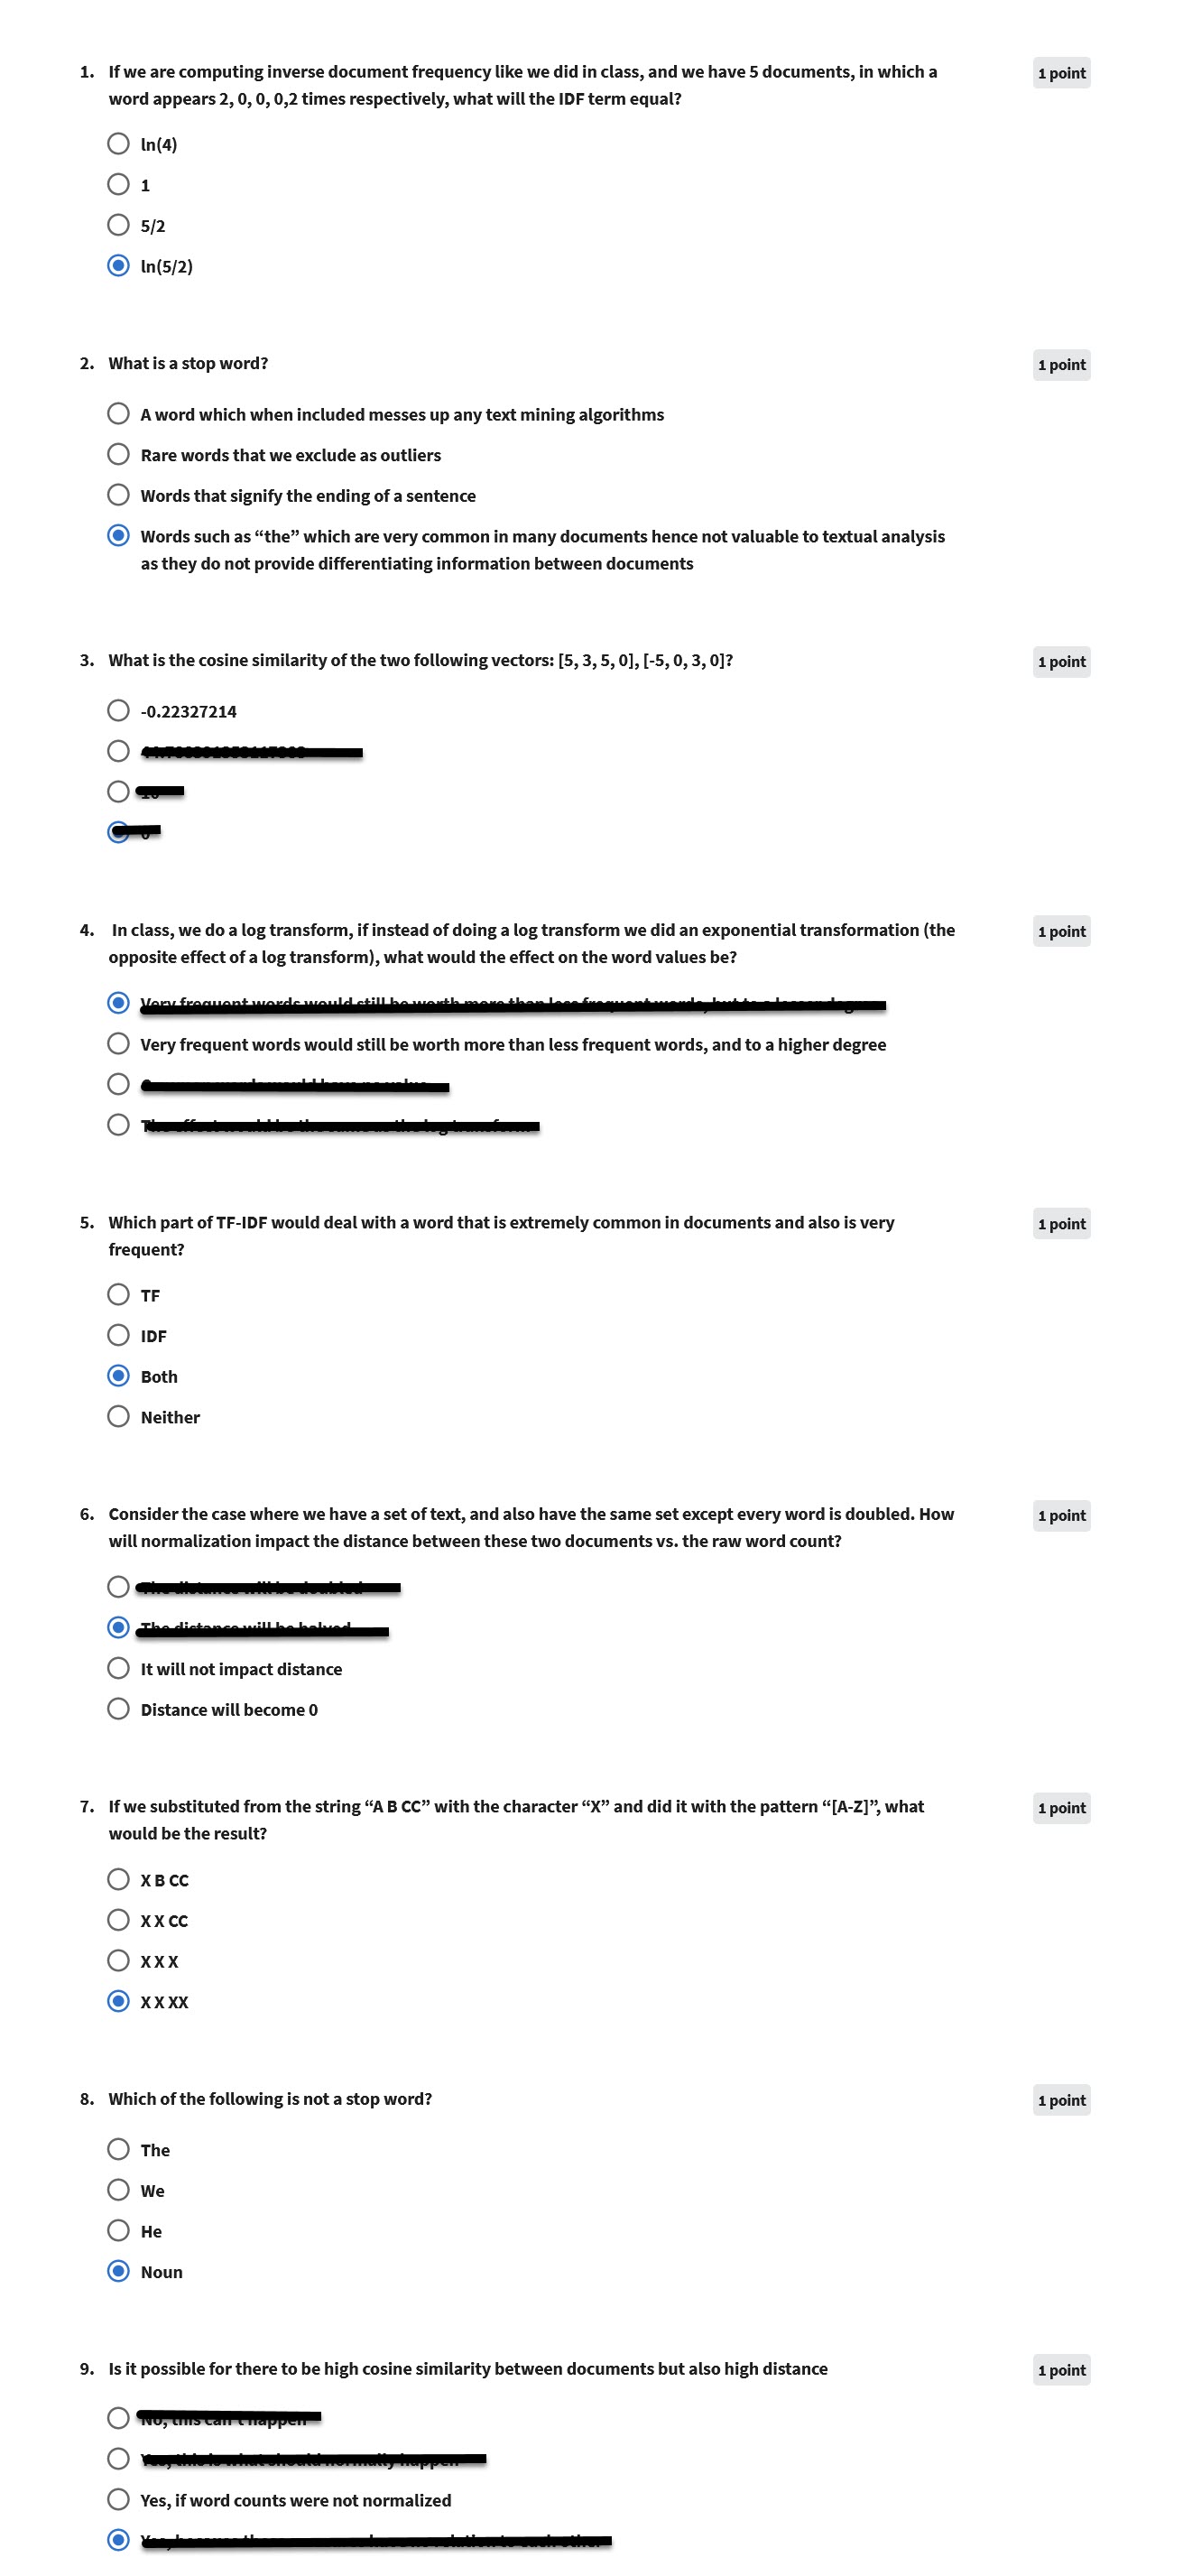 1. If we are computing inverse document frequency like we did in class, and we have 5 documents, in which a
word appears 2, 0, 0, 0,2 times respectively, what will the IDF term equal?
1 point
ln(4)
1
5/2
ln(5/2)
2. What is a stop word?
1 point
A word which when included messes up any text mining algorithms
Rare words that we exclude as outliers
Words that signify the ending of a sentence
Words such as “the” which are very common in many documents hence not valuable to textual analysis
as they do not provide differentiating information between documents
3. What is the cosine similarity of the two following vectors: [5, 3, 5, 0], [-5, 0, 3, 0]?
1 point
-0.22327214
4. In class, we do a log transform, if instead of doing a log transform we did an exponential transformation (the
opposite effect of a log transform), what would the effect on the word values be?
1 point
Very frequent words would still be worth more than less frequent words, and to a higher degree
5. Which part of TF-IDF would deal with a word that is extremely common in documents and also is very
frequent?
1 point
TF
IDF
Both
Neither
6. Consider the case where we have a set of text, and also have the same set except every word is doubled. How
will normalization impact the distance between these two documents vs. the raw word count?
1 point
It will not impact distance
Distance will become 0
7. If we substituted from the string “A B CC” with the character “X” and did it with the pattern “[A-Z]”, what
would be the result?
1 point
X B CC
X X CC
X X X
X X XX
8. Which of the following is not a stop word?
1 point
The
We
He
Noun
9. Is it possible for there to be high cosine similarity between documents but also high distance
1 point
Yes, if word counts were not normalized